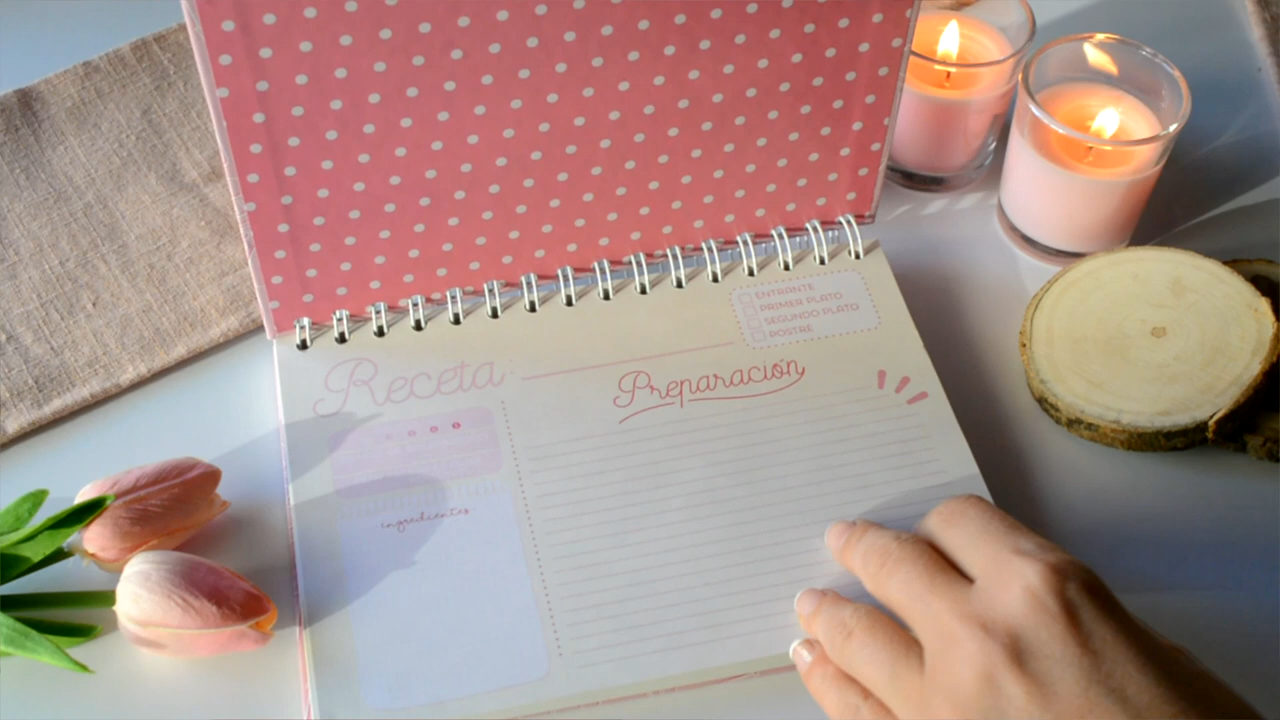 ENTRANTE
PRIMER PLATO
SEGUNDO PLATO
POSTRE
Receta
Preparación
ingredientes